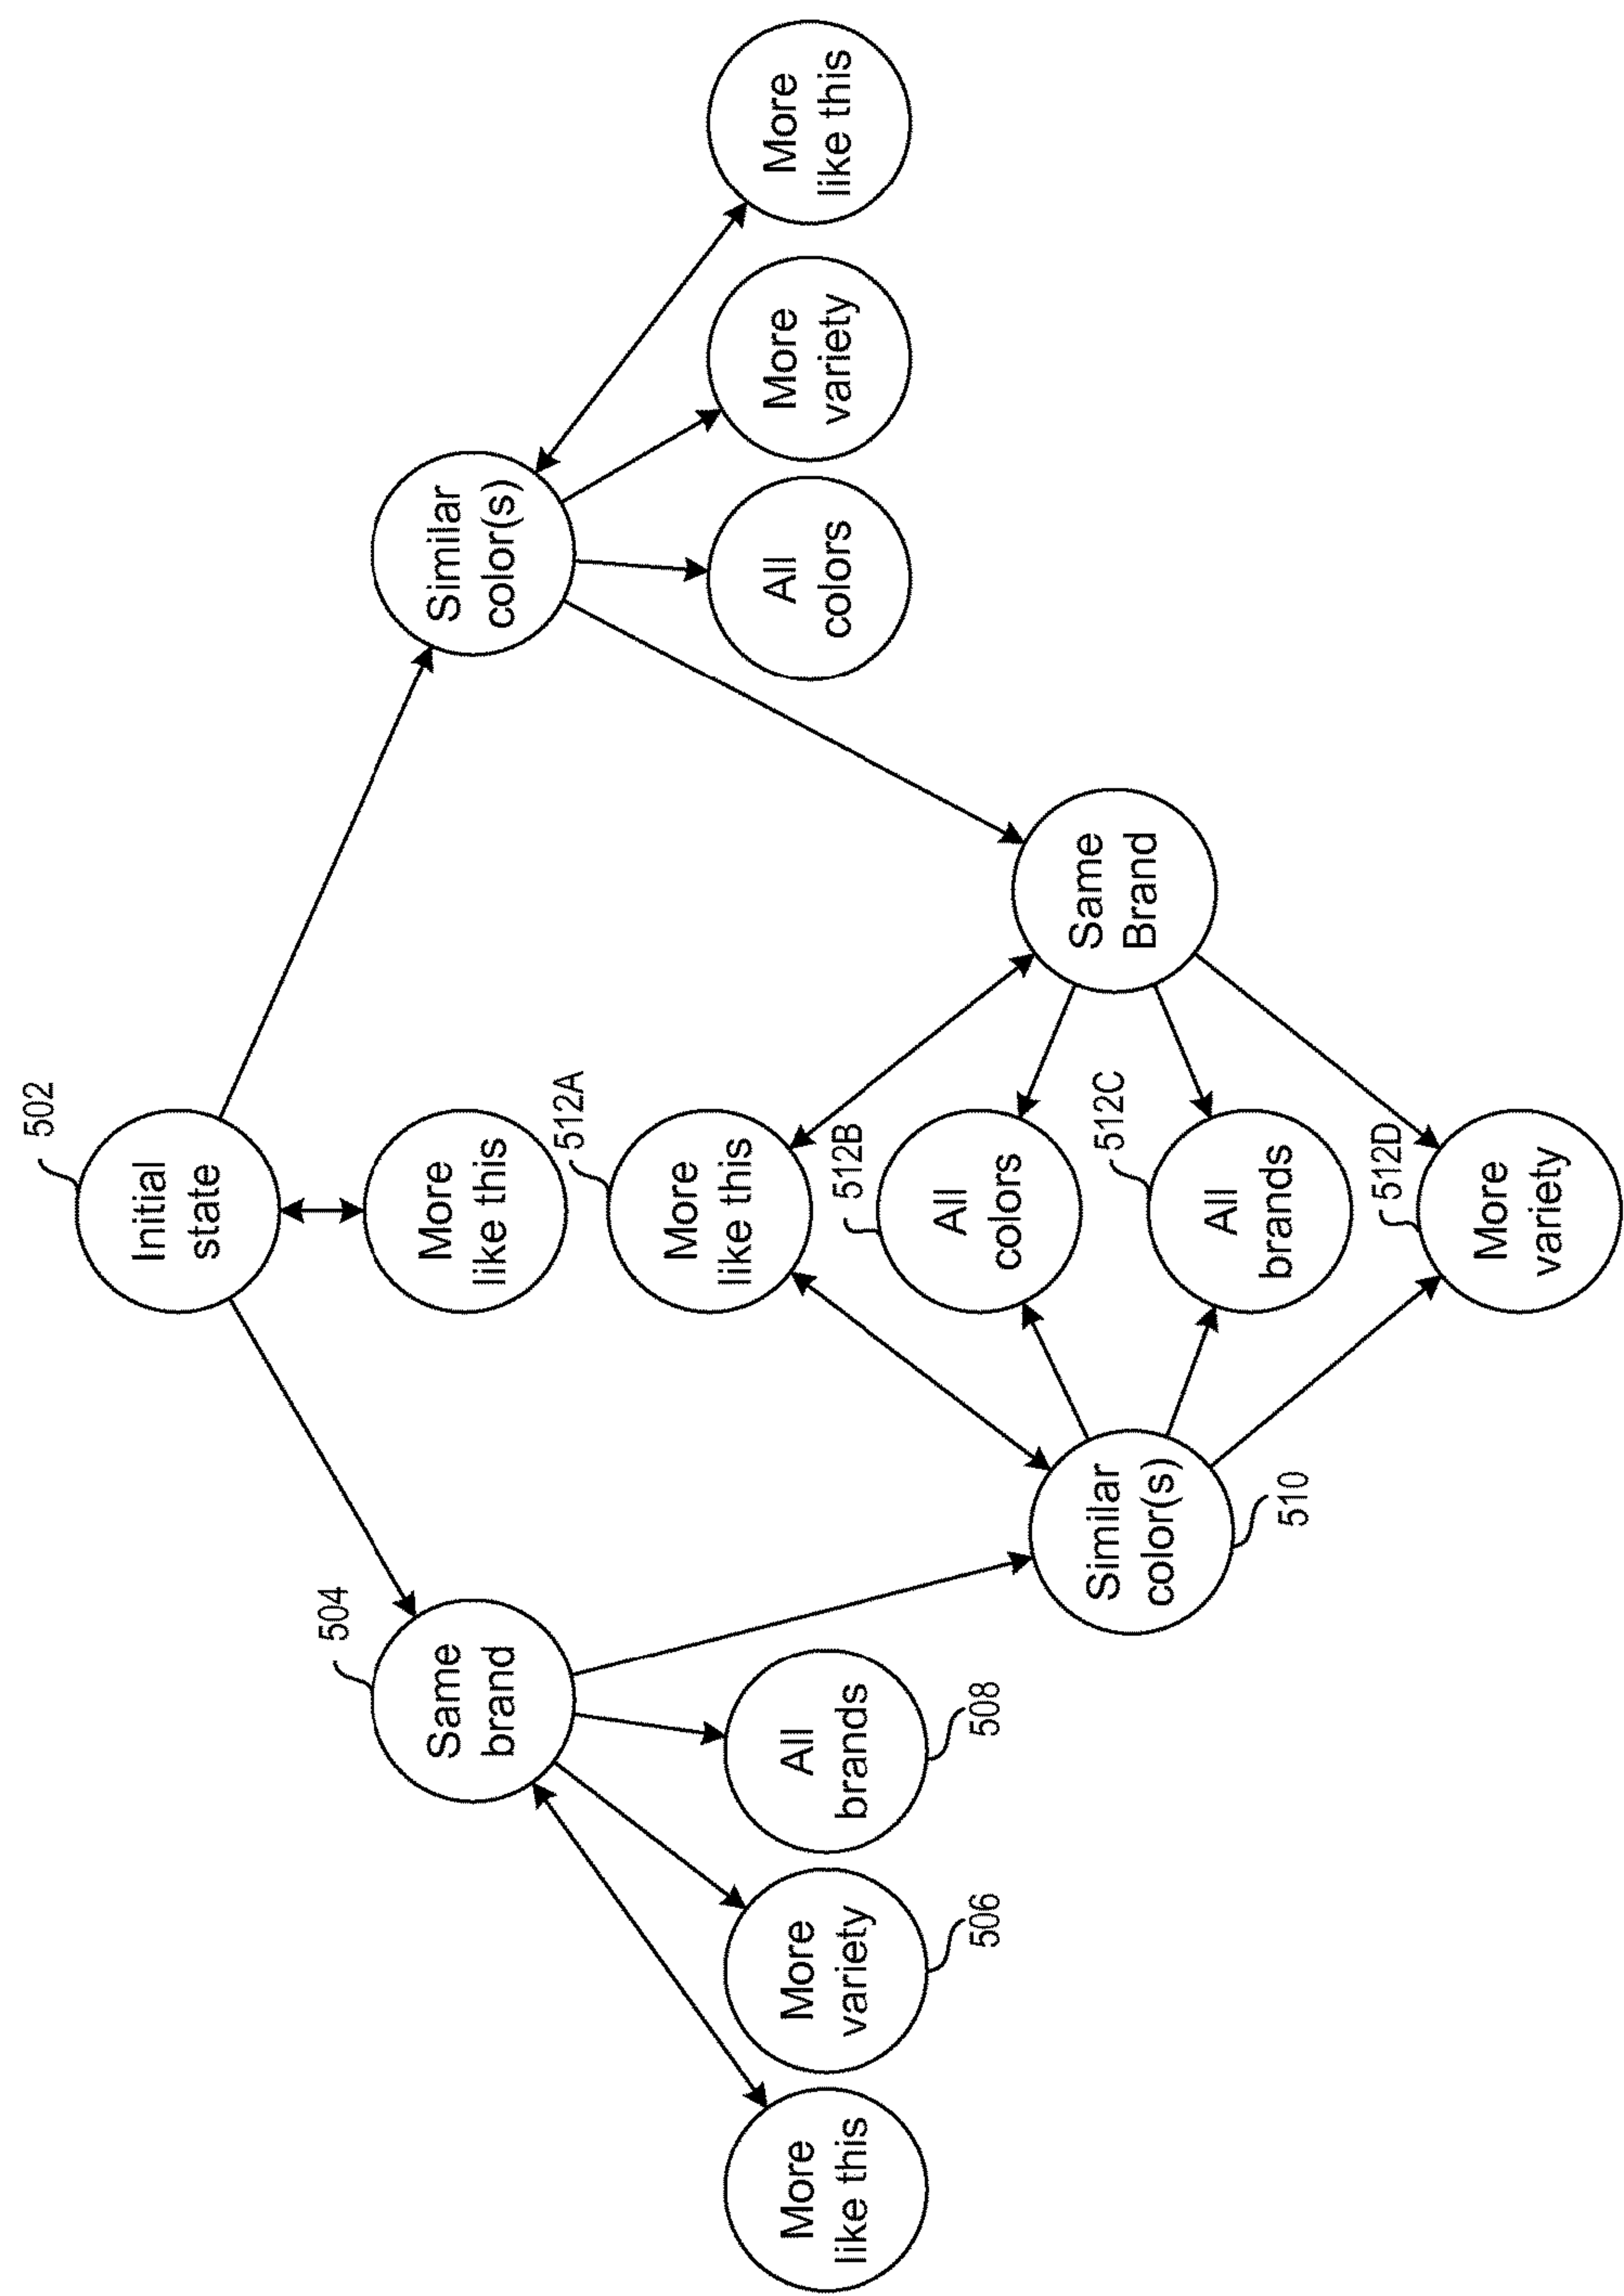 502
Initial
state
504
Same
brand
More
like this
Similar
color(s)
512A
More
like this
More
like this
More
variety
All
brands
All
colors
More
variety
More
like this
512B
506
508
All
colors
512C
Similar
color(s)
Same
Brand
510
All
brands
512D
More
variety